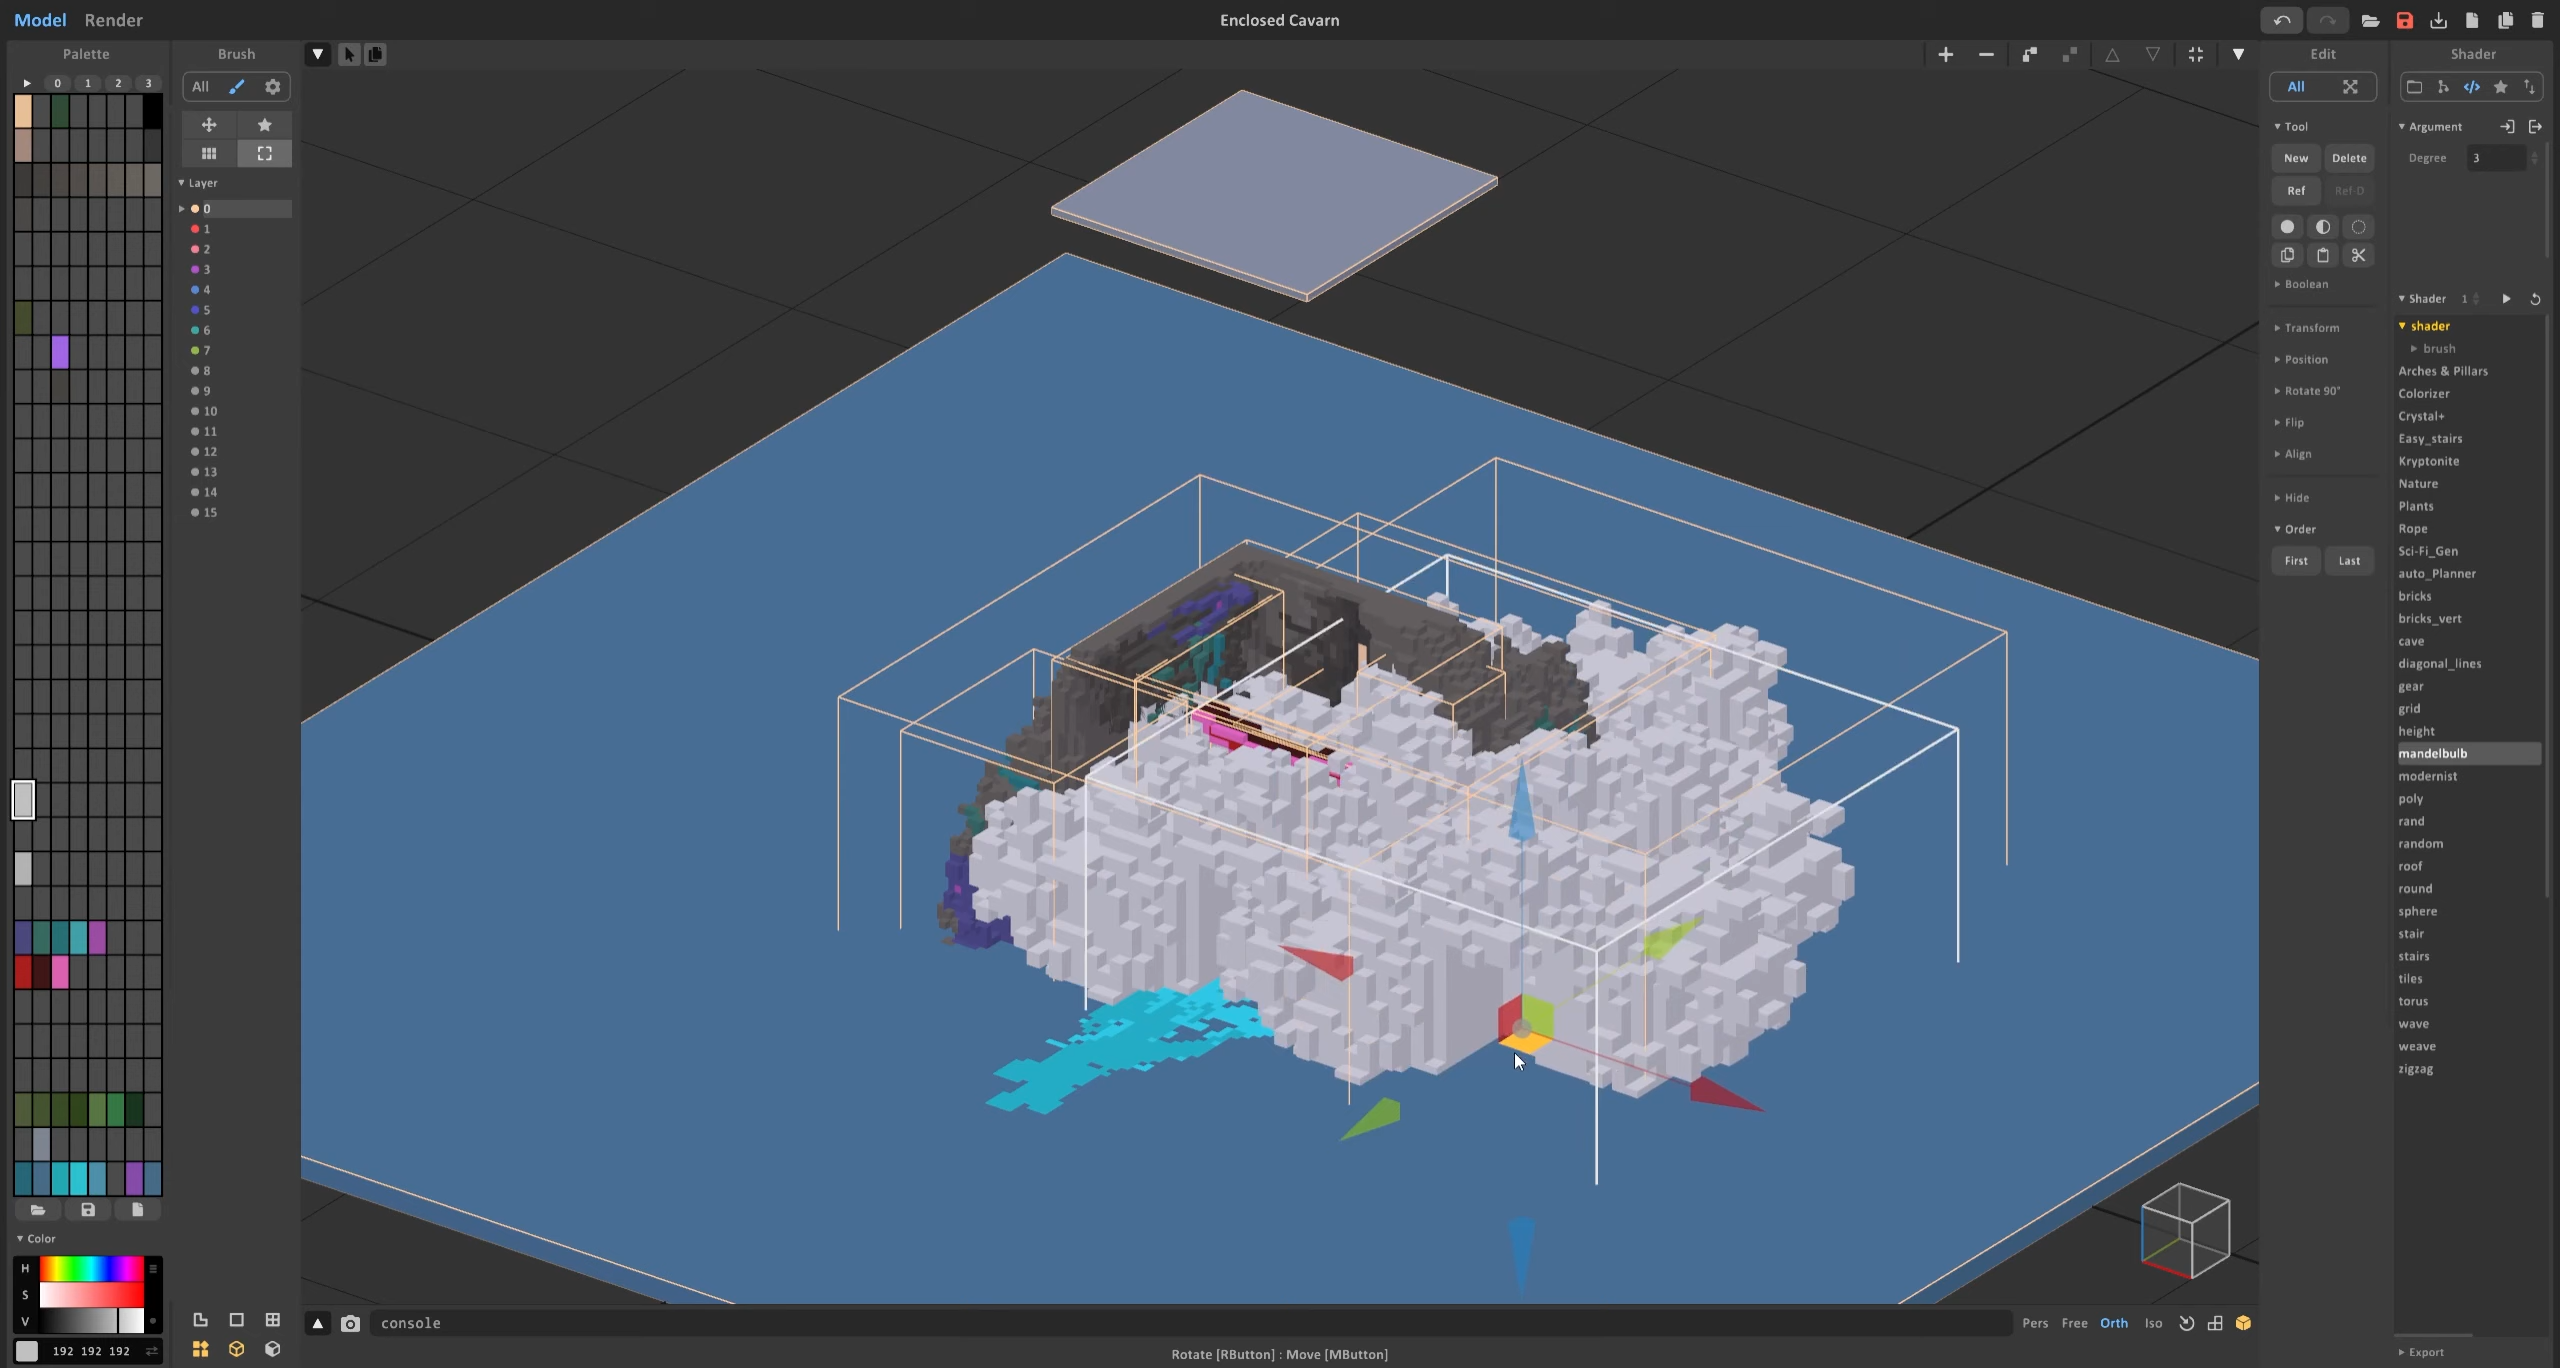 Model Render
Enclosed Cavarn
Palette
Brush
Edit
Shader
0 1 2 3
All
All
Layer
0
1
2
3
4
5
6
7
8
9
10
11
12
13
14
15
Tool
New Delete
Ref Ref-D
Boolean
Transform
Position
Rotate 90°
Flip
Align
Hide
Order
First Last
Argument
Degree 3
Shader 1
shader
brush
Arches & Pillars
Colorizer
Crystal+
Easy_stairs
Kryptonite
Nature
Plants
Rope
Sci-Fi_Gen
auto_Planner
bricks
bricks_vert
cave
diagonal_lines
gear
grid
height
mandelbulb
modernist
poly
rand
random
roof
round
sphere
stair
stairs
tiles
torus
wave
weave
zigzag
Export
Color
H
S
V
192 192 192
console
Pers Free Orth Iso
Rotate [RButton] : Move [MButton]